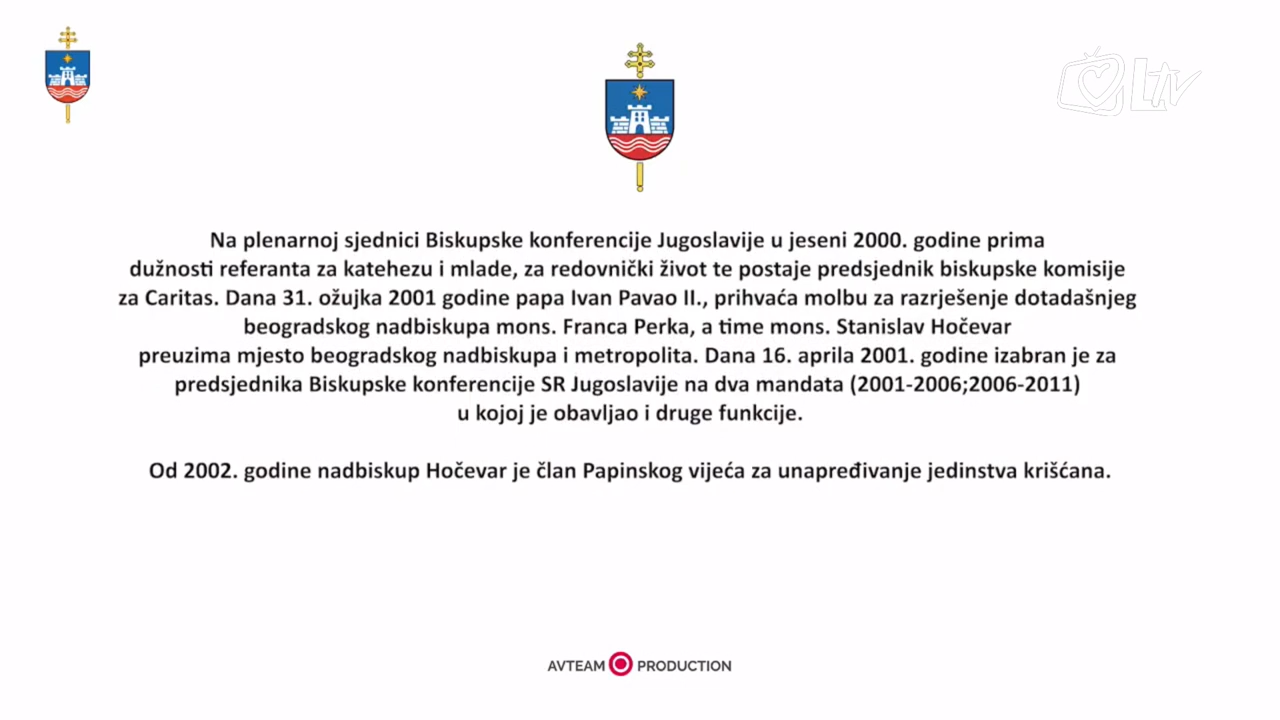 LTV
Na plenarnoj sjednici Biskupske konferencije Jugoslavije u jeseni 2000. godine prima
dužnosti referanta za katehezu i mlade, za redovnički život te postaje predsjednik biskupske komisije
za Caritas. Dana 31. ožujka 2001 godine papa Ivan Pavao II., prihvaća molbu za razrješenje dotadašnjeg
beogradskog nadbiskupa mons. Franca Perka, a time mons. Stanislav Hočevar
preuzima mjesto beogradskog nadbiskupa i metropolita. Dana 16. aprila 2001. godine izabran je za
predsjednika Biskupske konferencije SR Jugoslavije na dva mandata (2001-2006;2006-2011)
u kojoj je obavljao i druge funkcije.
Od 2002. godine nadbiskup Hočevar je član Papinskog vijeća za unapređivanje jedinstva krišćana.
AVTEAM PRODUCTION